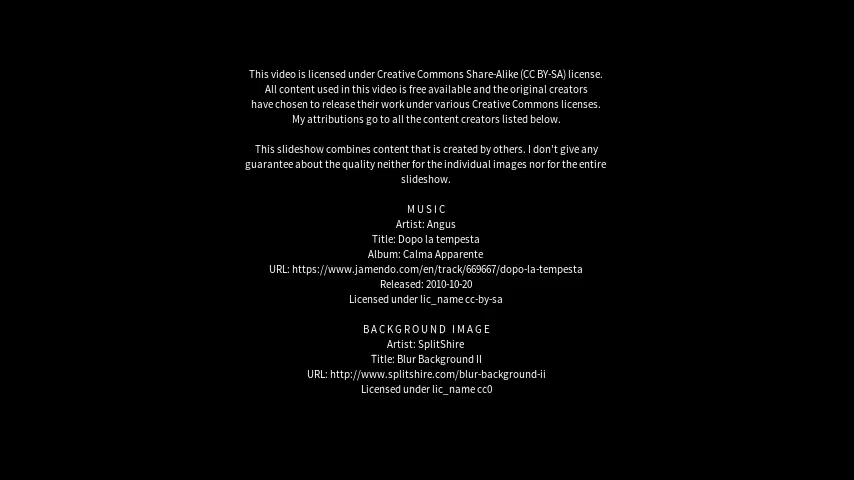 This video is licensed under Creative Commons Share-Alike (CC BY-SA) license.
All content used in this video is free available and the original creators
have chosen to release their work under various Creative Commons licenses.
My attributions go to all the content creators listed below.
This slideshow combines content that is created by others. I don't give any
guarantee about the quality neither for the individual images nor for the entire
slideshow.
MUSIC
Artist: Angus
Title: Dopo la tempesta
Album: Calma Apparente
URL: https://www.jamendo.com/en/track/669667/dopo-la-tempesta
Released: 2010-10-20
Licensed under lic_name cc-by-sa
BACKGROUND IMAGE
Artist: SplitShire
Title: Blur Background II
URL: http://www.splitshire.com/blur-background-ii
Licensed under lic_name cc0